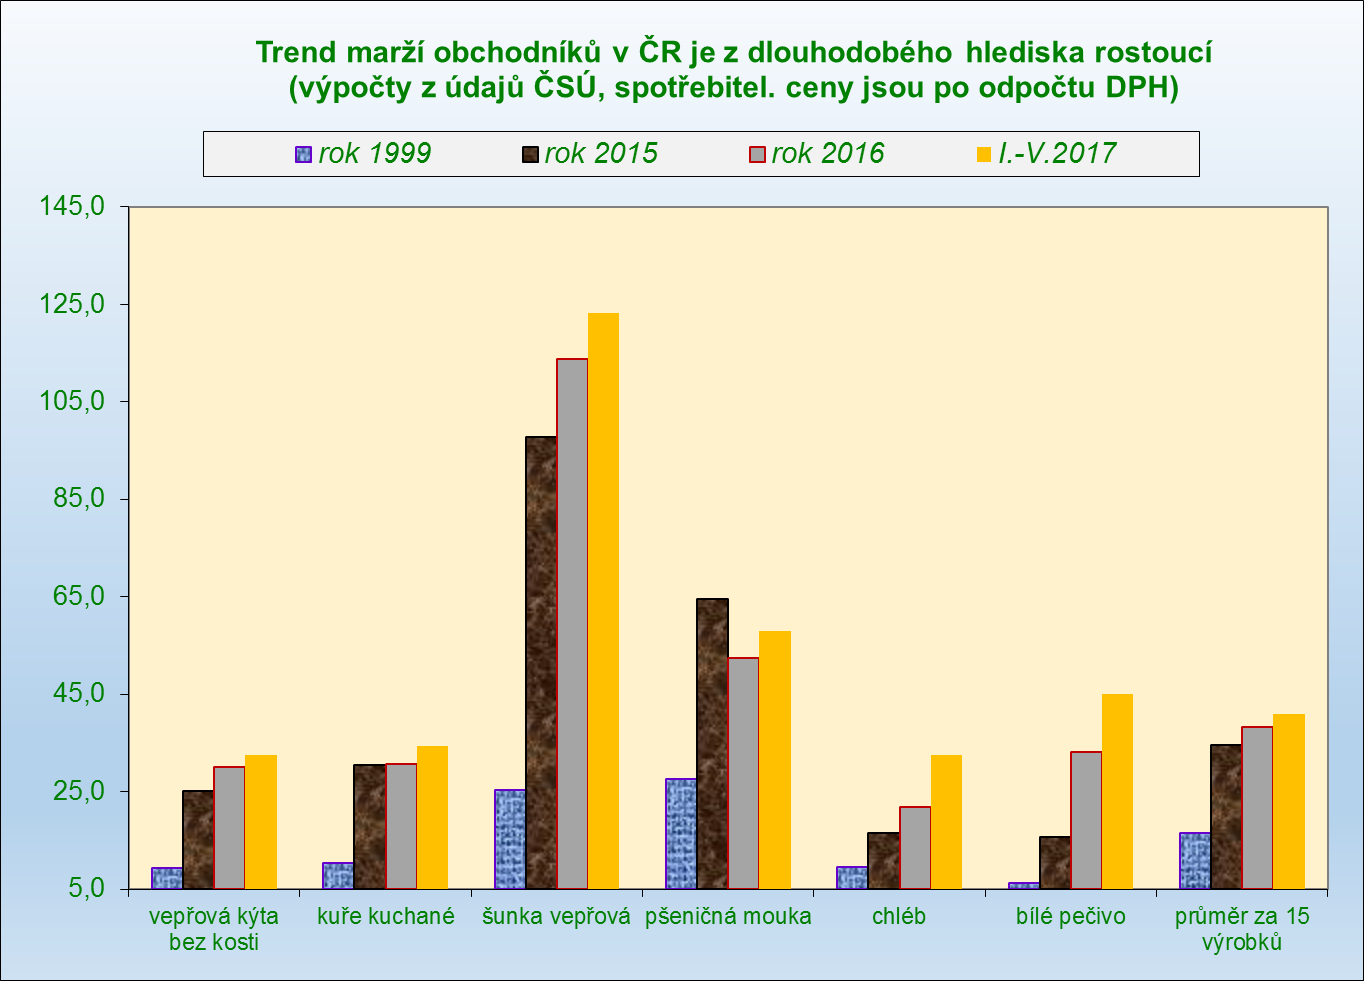 Trend marží obchodníků v ČR je z dlouhodobého hlediska rostoucí
(výpočty z údajů ČSÚ, spotřebitel. ceny jsou po odpočtu DPH)
rok 1999 rok 2015 rok 2016 I.-V.2017
145,0
125,0
105,0
85,0
65,0
45,0
25,0
5,0
vepřová kýta
bez kosti
kuře kuchané
šunka vepřová
pšeničná mouka
chléb
bílé pečivo
průměr za 15
výrobků